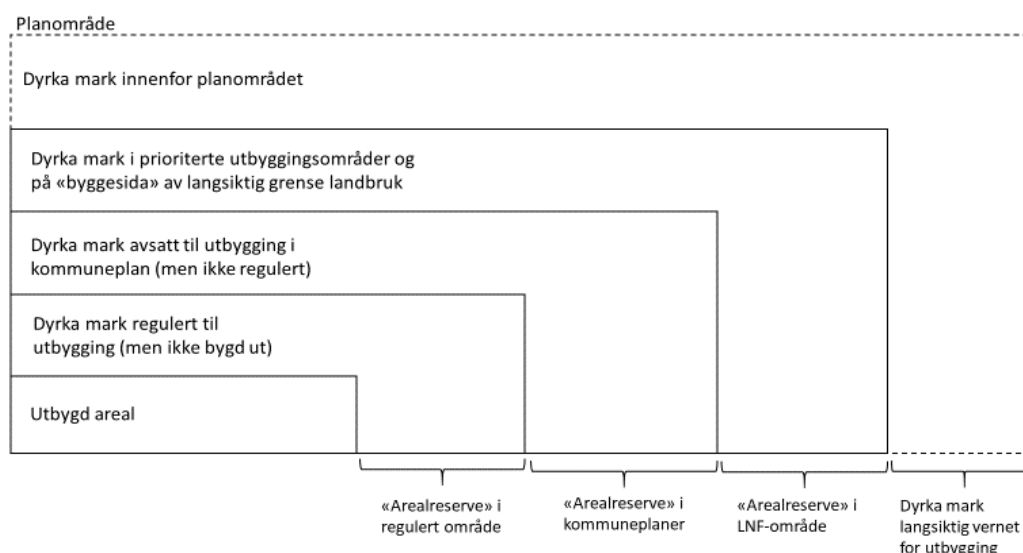 Planområde
Dyrka mark innenfor planområdet
Dyrka mark i prioriterte utbyggingsområder og
på «byggesida» av langsiktig grense landbruk
Dyrka mark avsatt til utbygging i
kommuneplan (men ikke regulert)
Dyrka mark regulert til
utbygging (men ikke bygd ut)
Utbygd areal
«Arealreserve» i
regulert område
«Arealreserve» i
kommuneplaner
«Arealreserve» i
LNF-område
Dyrka mark
langsiktig vernet
for utbygging